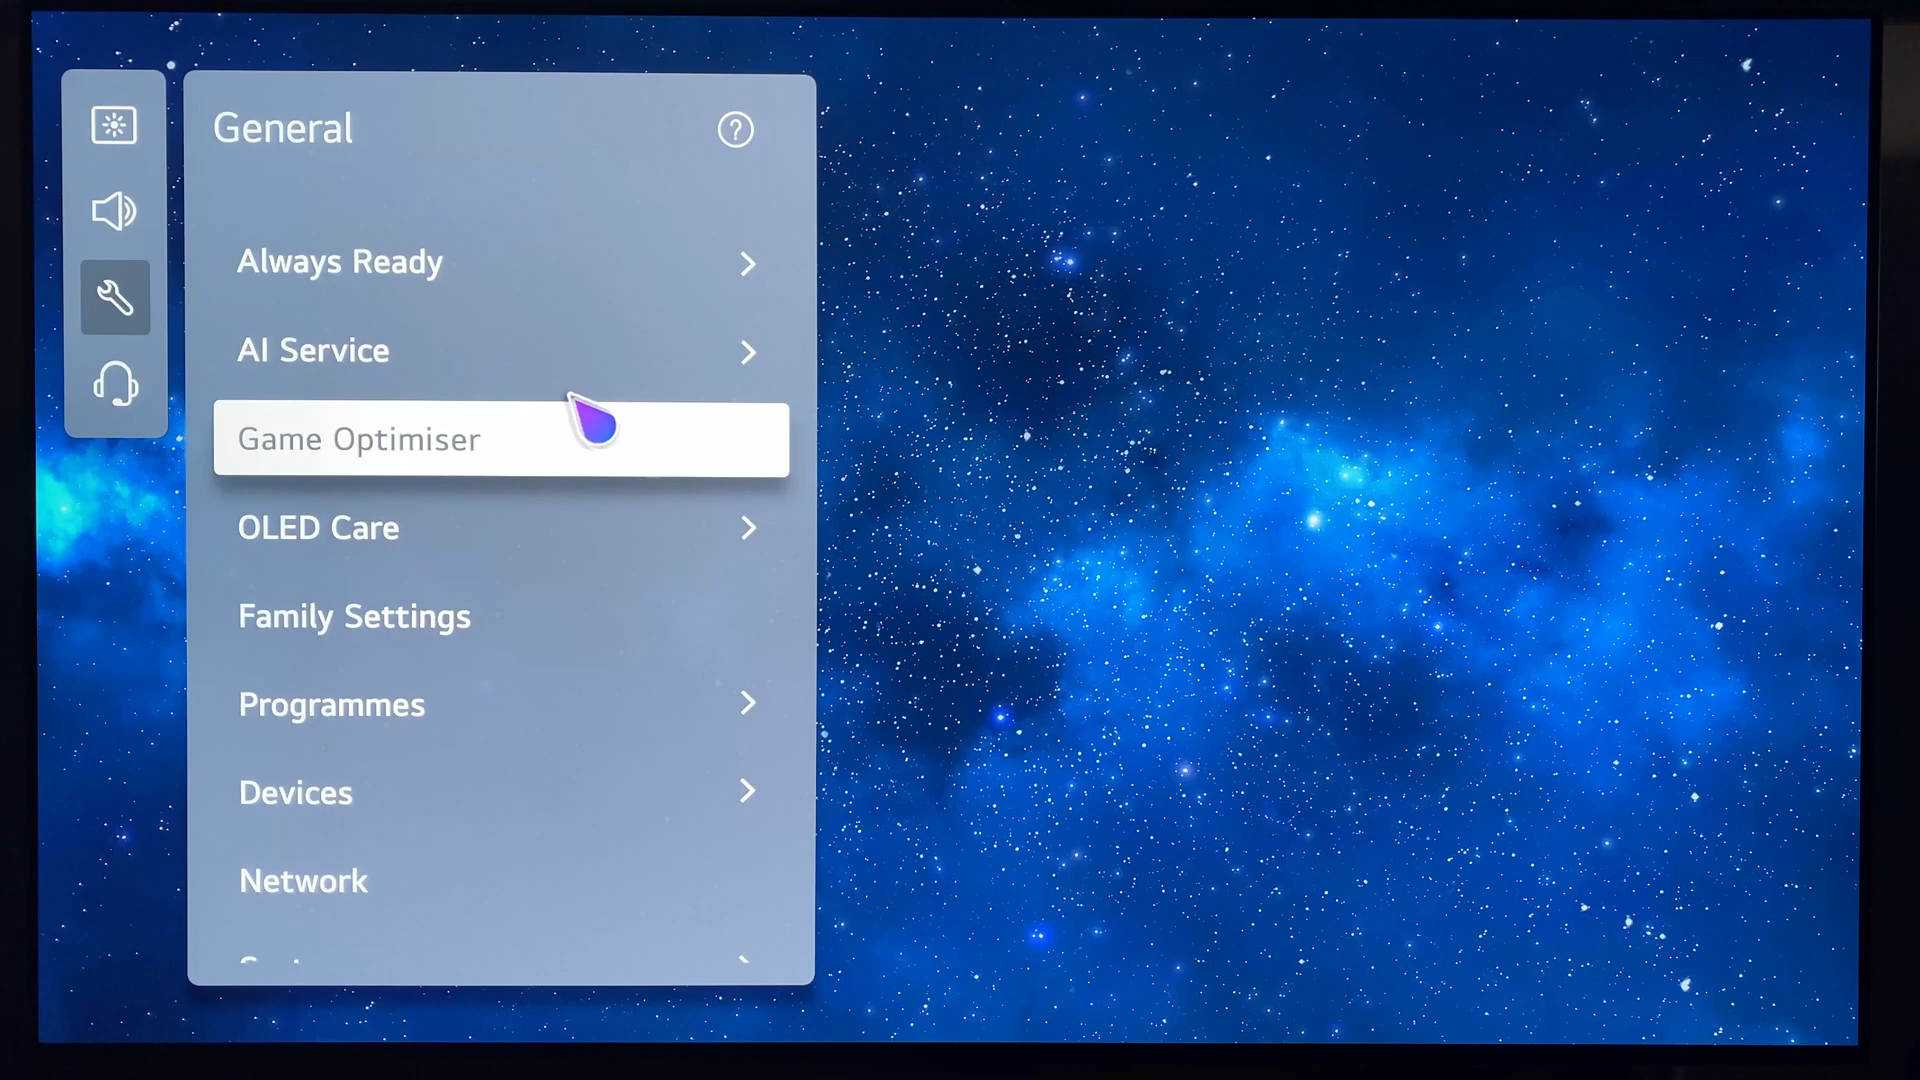 General
Always Ready
AI Service
Game Optimiser
OLED Care
Family Settings
Programmes
Devices
Network